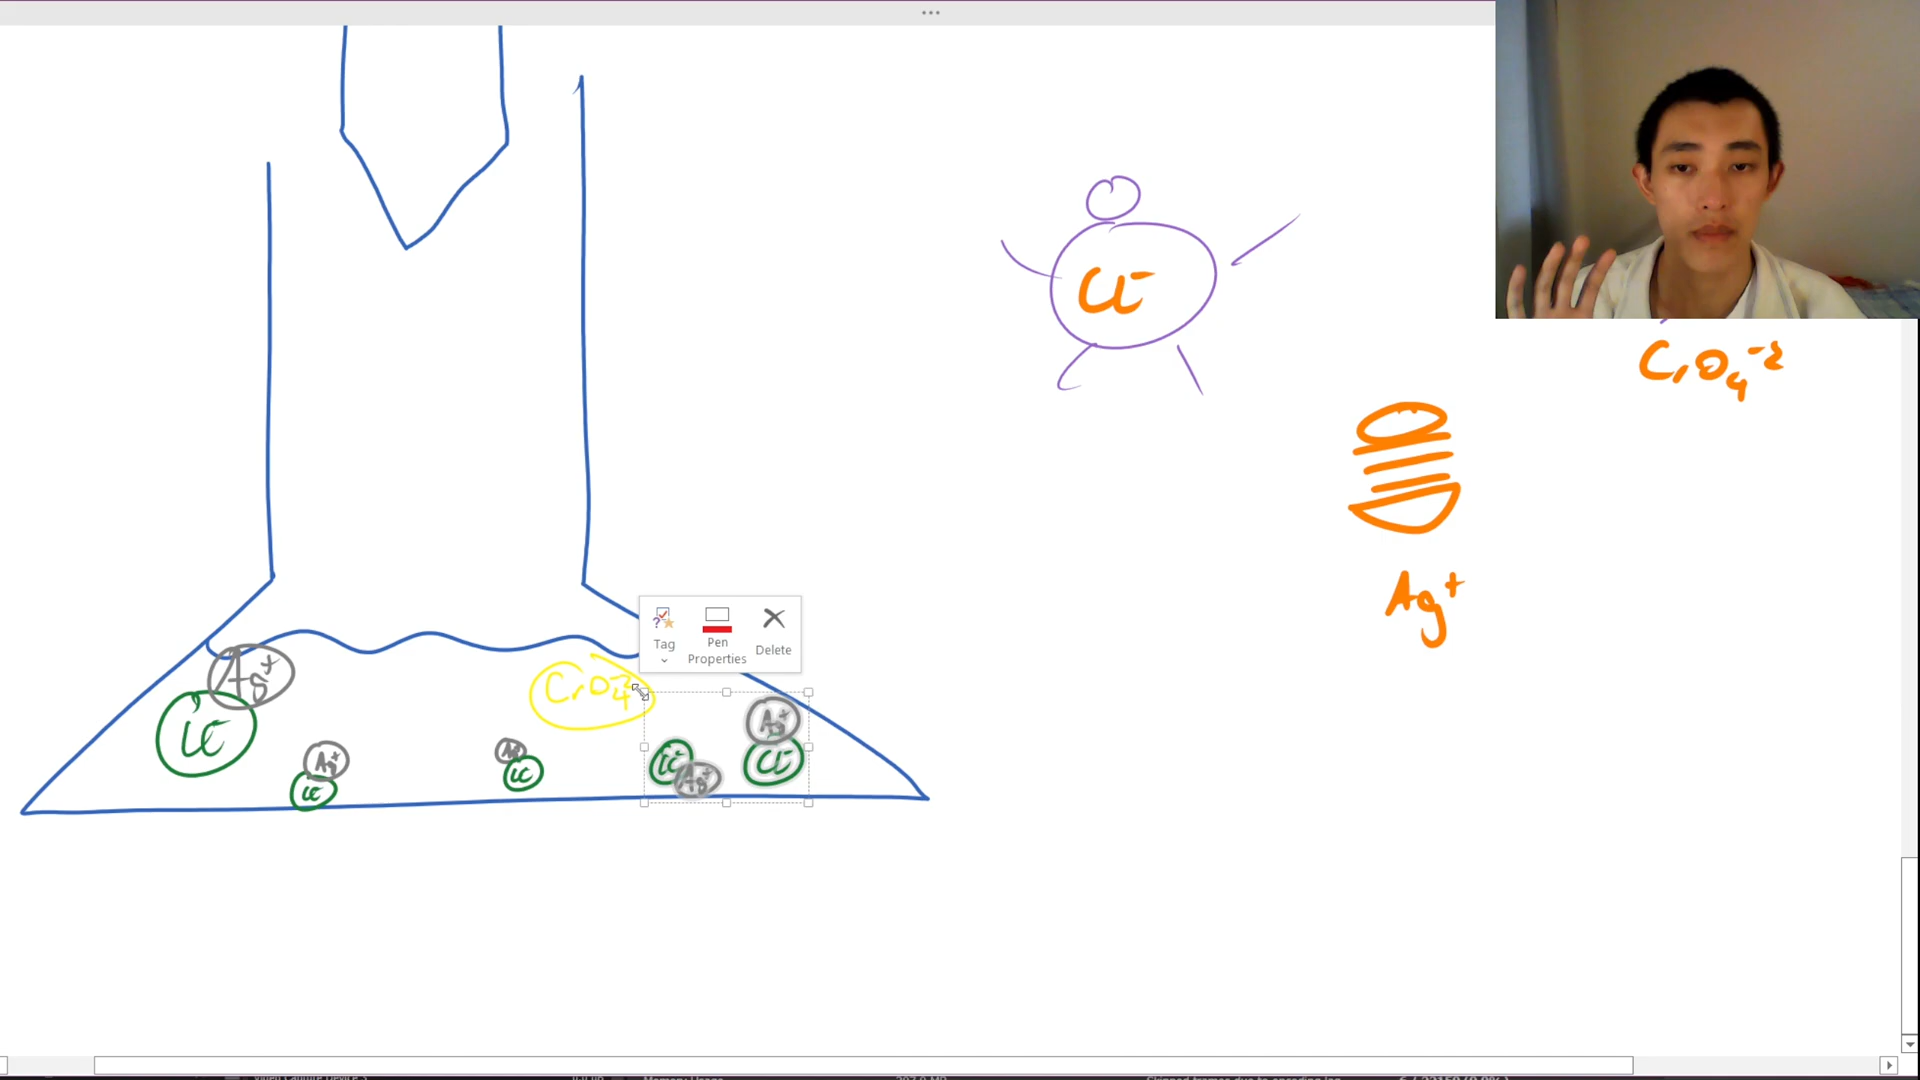 ...
Cl⁻
CrO₄⁻²
Ag⁺
Tag
Pen
Properties
Delete
Ag⁺
CrO₄⁻²
Cl⁻
Ag⁺
Cl⁻
Ag⁺
Cl⁻
Ag⁺
Cl⁻
Cl⁻
Ag⁺